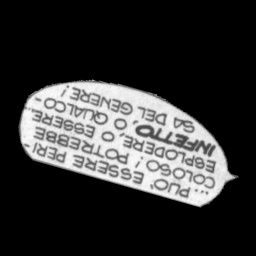 ...PUO' ESSERE PERI-
COLOSO! POTREBBE
ESPLODERE, O ESSERE
INFETTO, O QUALCO-
SA DEL GENERE!